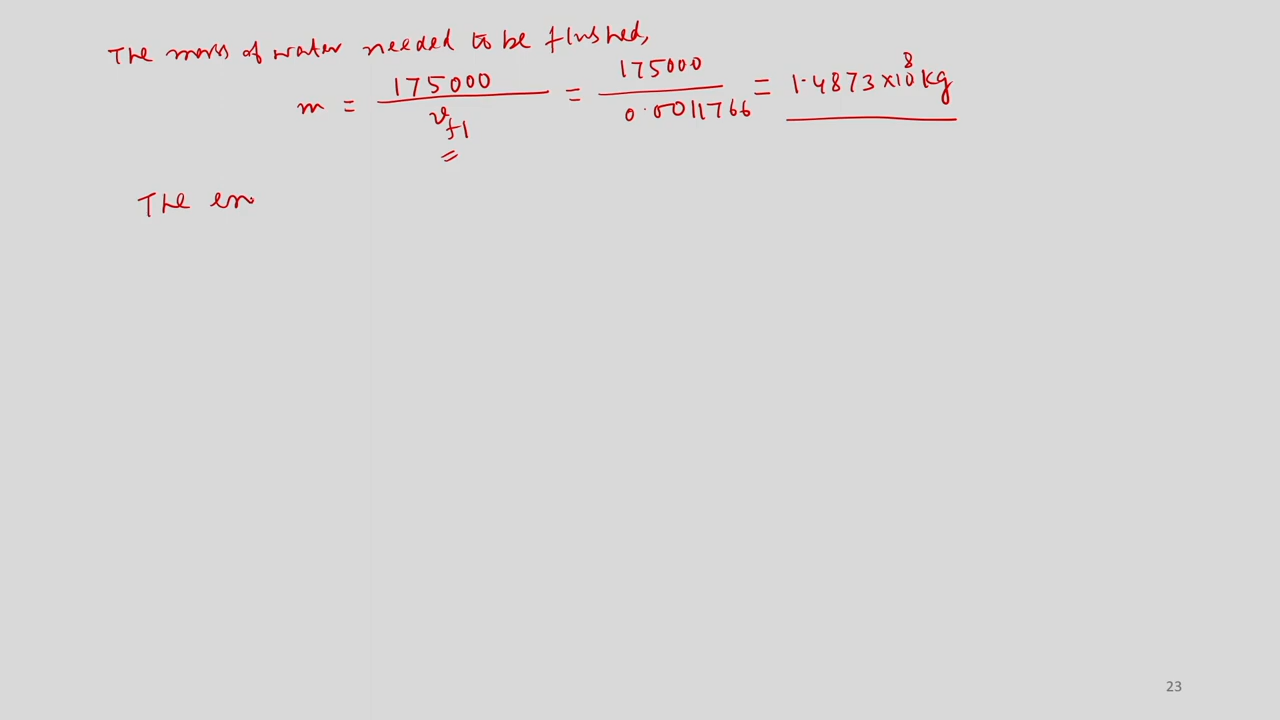 The mass of water needed to be flushed,
m = 175000 / v_f1 = 175000 / 0.0011766 = 1.4873×10^8 kg
The en
23